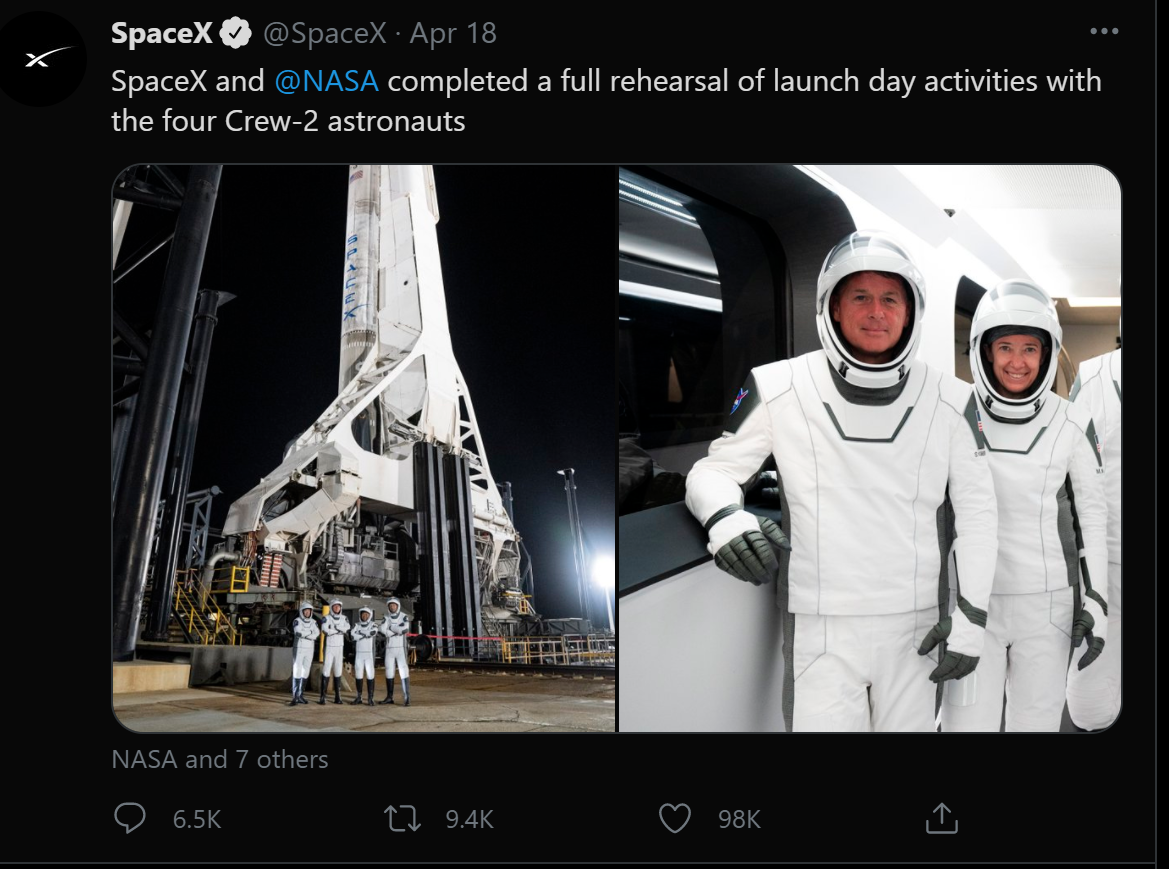 SpaceX @SpaceX · Apr 18
SpaceX and @NASA completed a full rehearsal of launch day activities with
the four Crew-2 astronauts
SPACEX
NASA and 7 others
6.5K 9.4K 98K